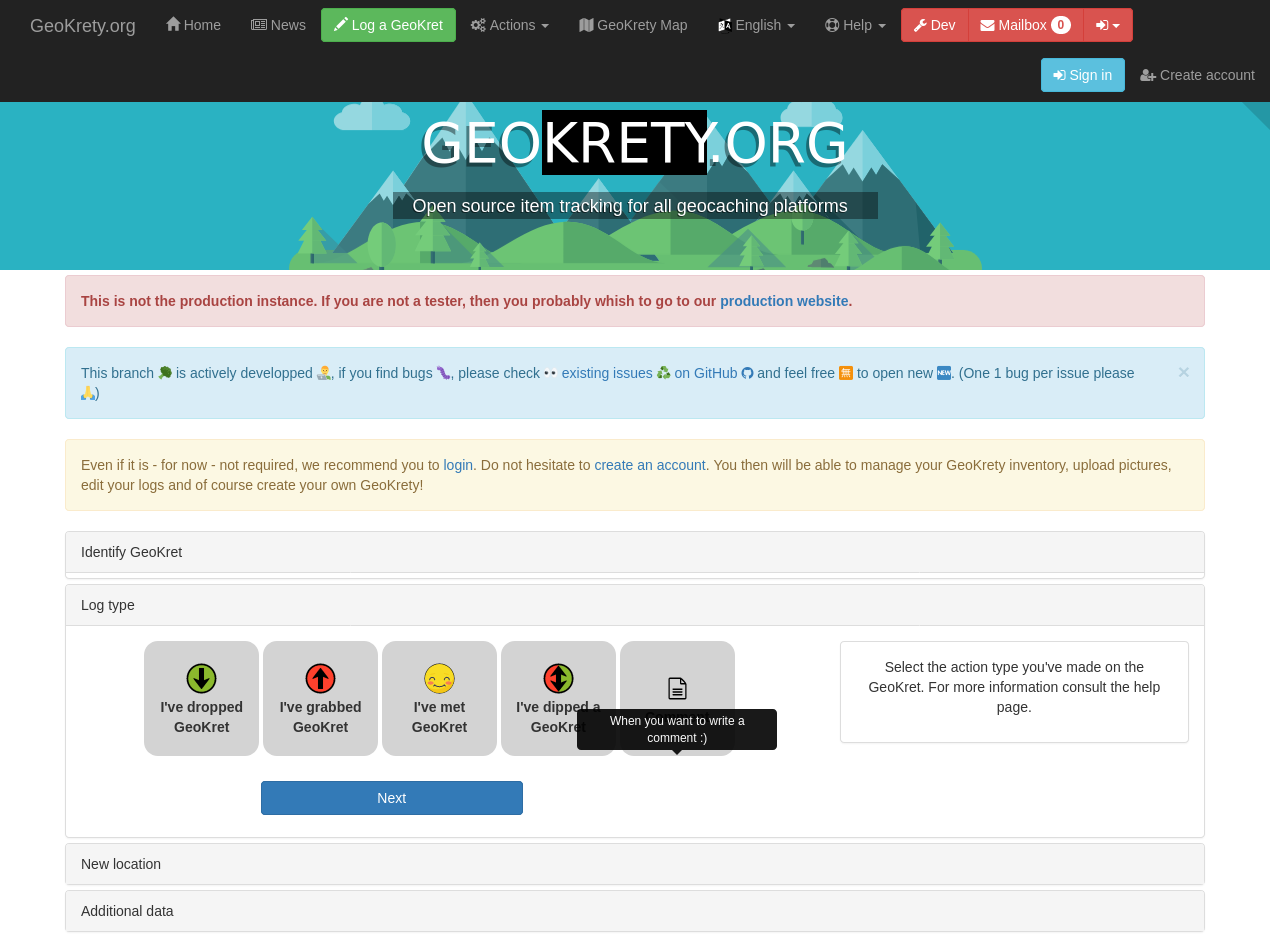 GeoKrety.org Home News Log a GeoKret Actions GeoKrety Map English Help Dev Mailbox 0
Sign in Create account
GEOKRETY.ORG
Open source item tracking for all geocaching platforms
This is not the production instance. If you are not a tester, then you probably whish to go to our production website.
This branch 🌳 is actively developped 👨‍🔬, if you find bugs 🐛, please check 👀 existing issues ♻ on GitHub and feel free 🈚 to open new 🆕. (One 1 bug per issue please
🙏)
×
Even if it is - for now - not required, we recommend you to login. Do not hesitate to create an account. You then will be able to manage your GeoKrety inventory, upload pictures,
edit your logs and of course create your own GeoKrety!
Identify GeoKret
Log type
I've dropped
GeoKret
I've grabbed
GeoKret
I've met
GeoKret
I've dipped a
GeoKret
When you want to write a
comment :)
Select the action type you've made on the
GeoKret. For more information consult the help
page.
Next
New location
Additional data